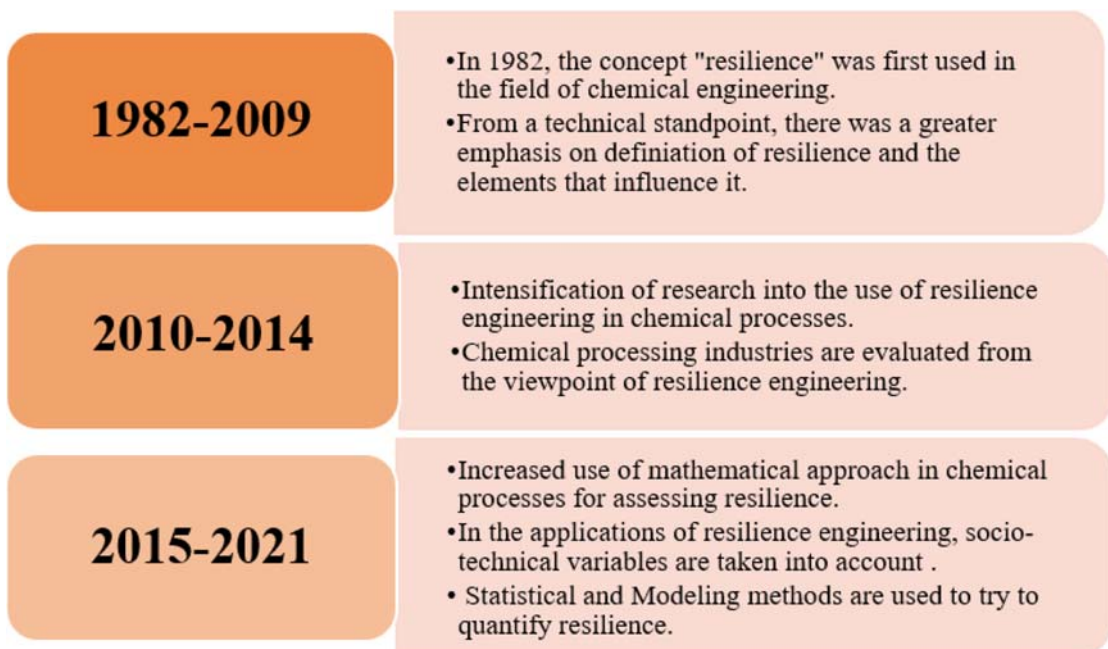 1982-2009
•In 1982, the concept "resilience" was first used in
the field of chemical engineering.
•From a technical standpoint, there was a greater
emphasis on definiation of resilience and the
elements that influence it.
2010-2014
•Intensification of research into the use of resilience
engineering in chemical processes.
•Chemical processing industries are evaluated from
the viewpoint of resilience engineering.
2015-2021
•Increased use of mathematical approach in chemical
processes for assessing resilience.
•In the applications of resilience engineering, socio-
technical variables are taken into account .
• Statistical and Modeling methods are used to try to
quantify resilience.